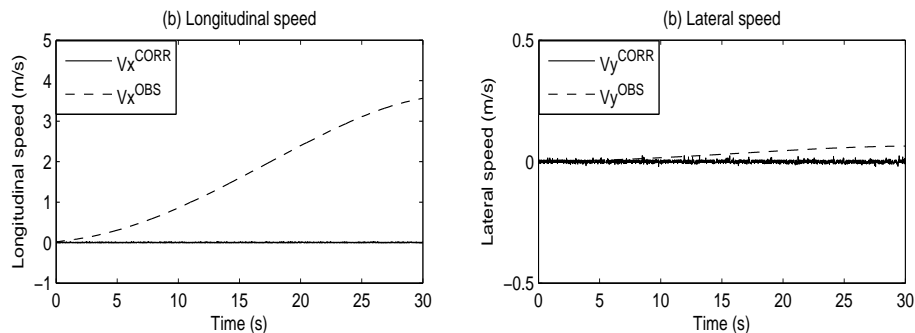 (b) Longitudinal speed
Longitudinal speed (m/s)
5
4
3
2
1
0
−1
Vx^CORR
Vx^OBS
0 5 10 15 20 25 30
Time (s)
(b) Lateral speed
Lateral speed (m/s)
0.5
0
−0.5
Vy^CORR
Vy^OBS
0 5 10 15 20 25 30
Time (s)